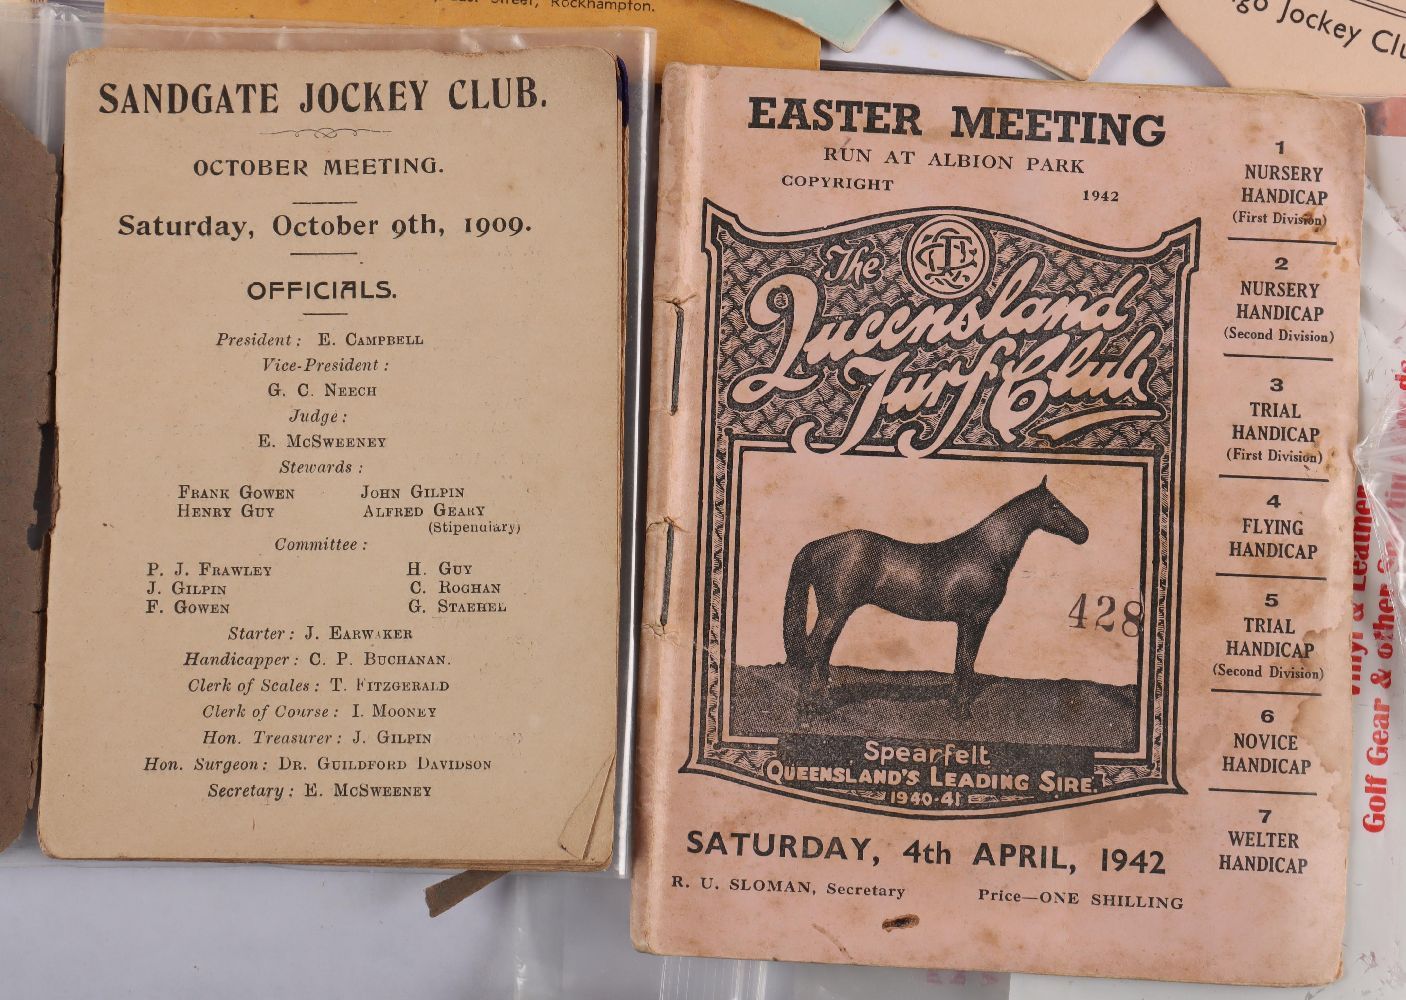 Street, Rockhampton.
Jockey Clu
SANDGATE JOCKEY CLUB.
OCTOBER MEETING.
Saturday, October 9th, 1909.
OFFICIALS.
President: E. CAMPBELL
Vice-President:
G. C. NEECH
Judge:
E. MCSWEENEY
Stewards:
FRANK GOWEN JOHN GILPIN
HENRY GUY ALFRED GEARY
(Stipendiary)
Committee:
P. J. FRAWLEY H. GUY
J. GILPIN C. ROGHAN
F. GOWEN G. STAEHEL
Starter: J. EARWAKER
Handicapper: C. P. BUCHANAN.
Clerk of Scales: T. FITZGERALD
Clerk of Course: I. MOONEY
Hon. Treasurer: J. GILPIN
Hon. Surgeon: DR. GUILDFORD DAVIDSON
Secretary: E. MCSWEENEY
EASTER MEETING
RUN AT ALBION PARK
COPYRIGHT 1942
The
Queensland
Turf Club
428
Spearfelt
QUEENSLAND'S LEADING SIRE.
1940-41
SATURDAY, 4th APRIL, 1942
R. U. SLOMAN, Secretary Price—ONE SHILLING
1
NURSERY
HANDICAP
(First Division)
2
NURSERY
HANDICAP
(Second Division)
3
TRIAL
HANDICAP
(First Division)
4
FLYING
HANDICAP
5
TRIAL
HANDICAP
(Second Division)
6
NOVICE
HANDICAP
7
WELTER
HANDICAP
Vinyl & Leather
Golf Gear & other